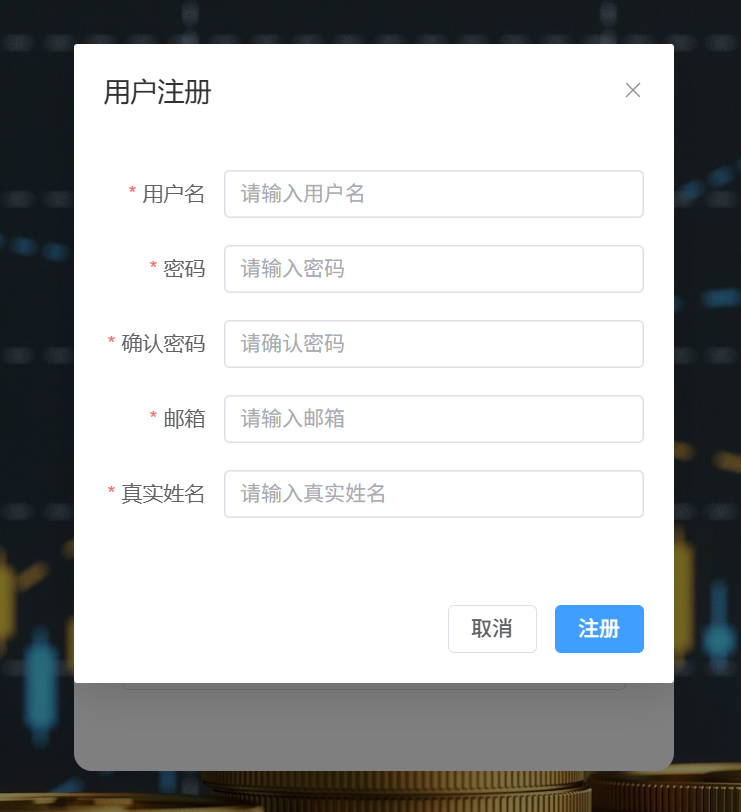 用户注册
* 用户名 请输入用户名
* 密码 请输入密码
* 确认密码 请确认密码
* 邮箱 请输入邮箱
* 真实姓名 请输入真实姓名
取消 注册